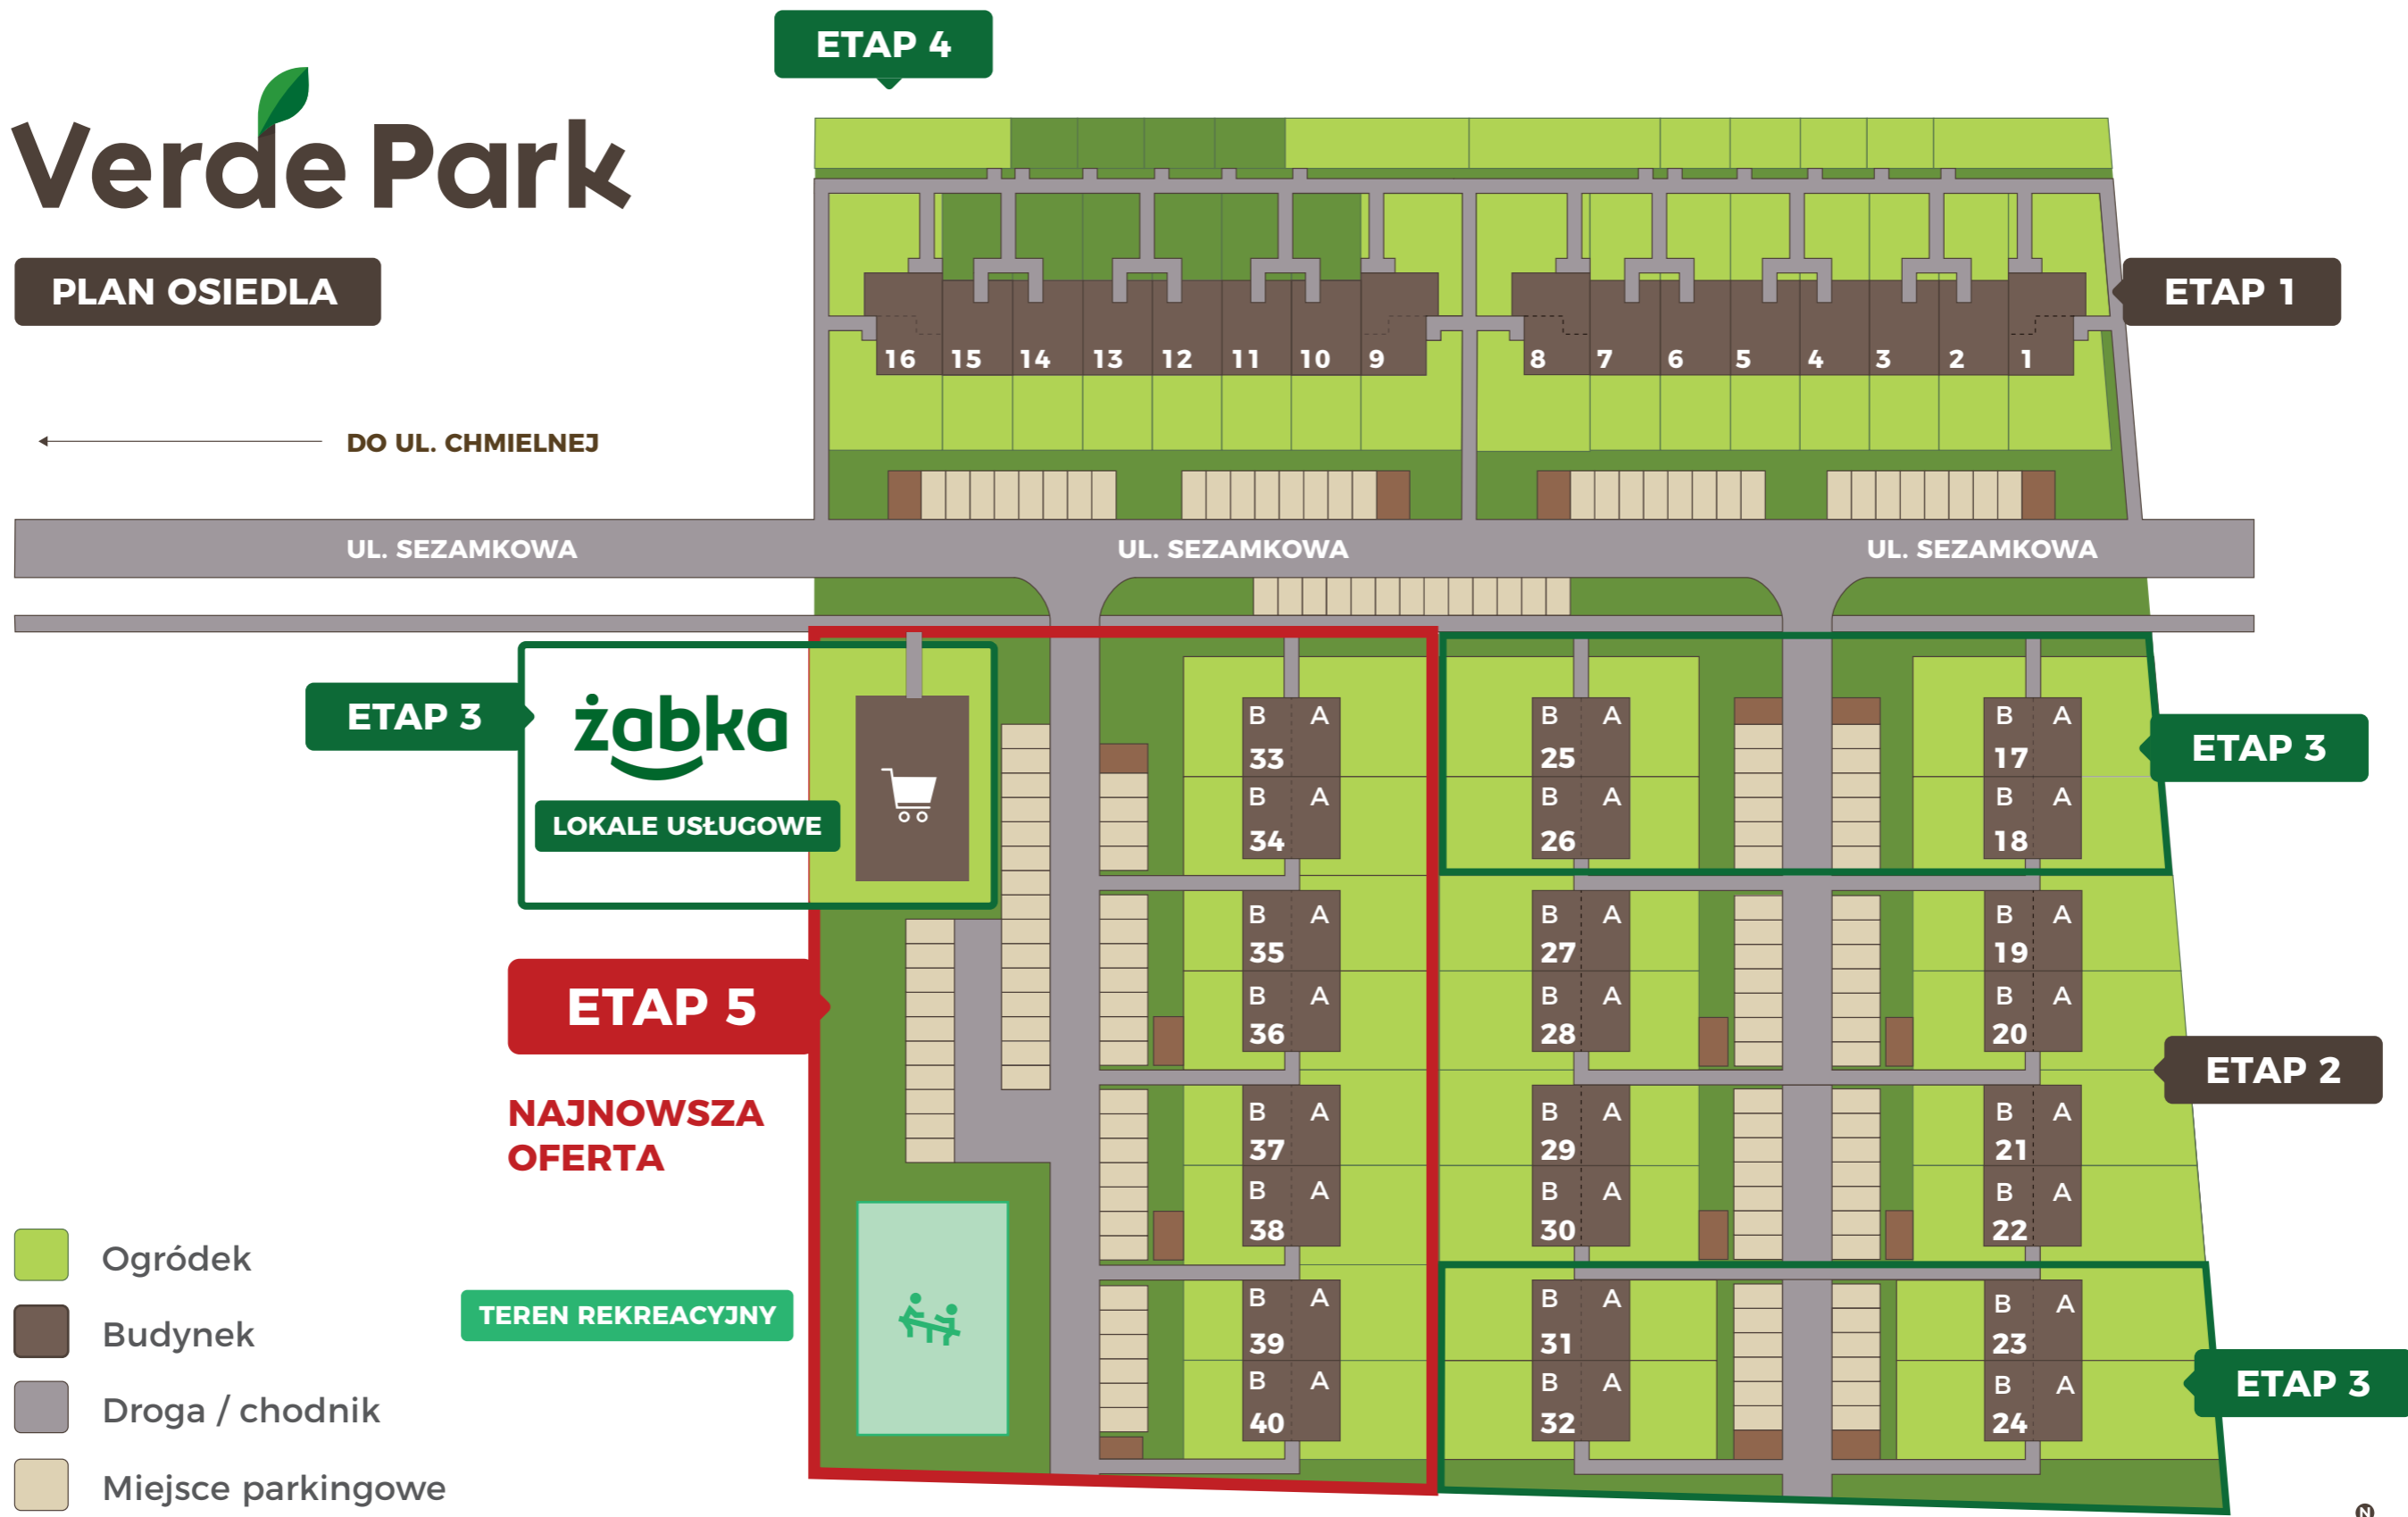 ETAP 4
Verde Park
PLAN OSIEDLA
ETAP 1
16 15 14 13 12 11 10 9 8 7 6 5 4 3 2 1
DO UL. CHMIELNEJ
UL. SEZAMKOWA UL. SEZAMKOWA UL. SEZAMKOWA
ETAP 3
żabka
LOKALE USŁUGOWE
B A B A B A
33 25 17
B A B A B A
34 26 18
ETAP 3
B A B A B A
35 27 19
B A B A B A
36 28 20
ETAP 5
NAJNOWSZA
OFERTA
ETAP 2
B A B A B A
37 29 21
B A B A B A
38 30 22
TEREN REKREACYJNY
B A B A B A
39 31 23
B A B A B A
40 32 24
ETAP 3
Ogródek
Budynek
Droga / chodnik
Miejsce parkingowe
N